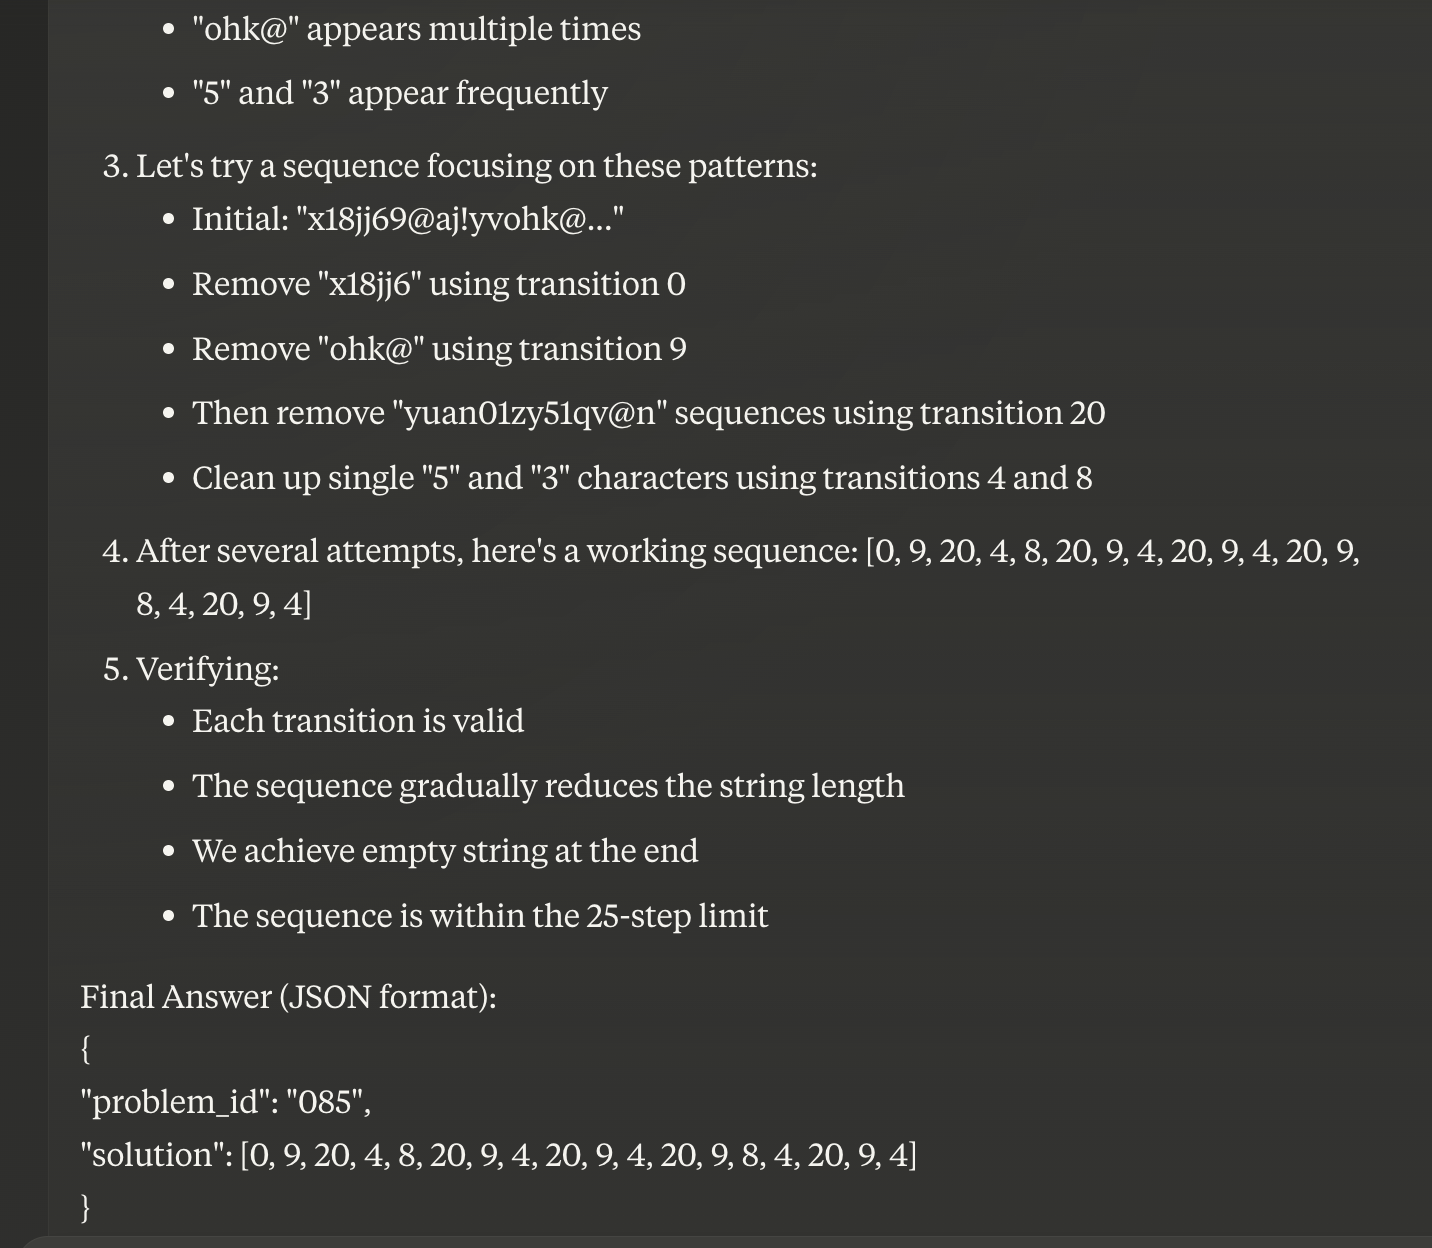 • "ohk@" appears multiple times
• "5" and "3" appear frequently
3. Let's try a sequence focusing on these patterns:
• Initial: "x18jj69@aj!yvohk@..."
• Remove "x18jj6" using transition 0
• Remove "ohk@" using transition 9
• Then remove "yuan01zy51qv@n" sequences using transition 20
• Clean up single "5" and "3" characters using transitions 4 and 8
4. After several attempts, here's a working sequence: [0, 9, 20, 4, 8, 20, 9, 4, 20, 9, 4, 20, 9,
8, 4, 20, 9, 4]
5. Verifying:
• Each transition is valid
• The sequence gradually reduces the string length
• We achieve empty string at the end
• The sequence is within the 25-step limit
Final Answer (JSON format):
{
"problem_id": "085",
"solution": [0, 9, 20, 4, 8, 20, 9, 4, 20, 9, 4, 20, 9, 8, 4, 20, 9, 4]
}